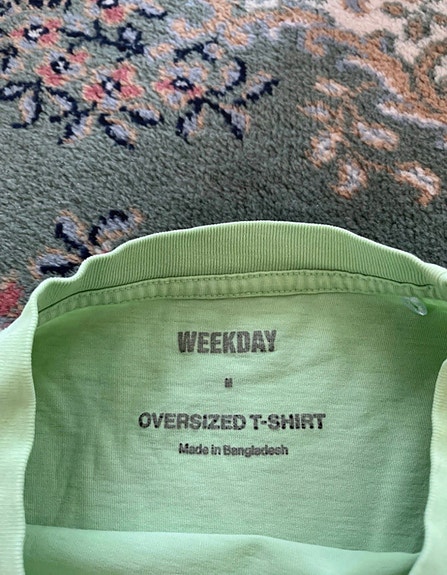 WEEKDAY
M
OVERSIZED T-SHIRT
Made in Bangladesh